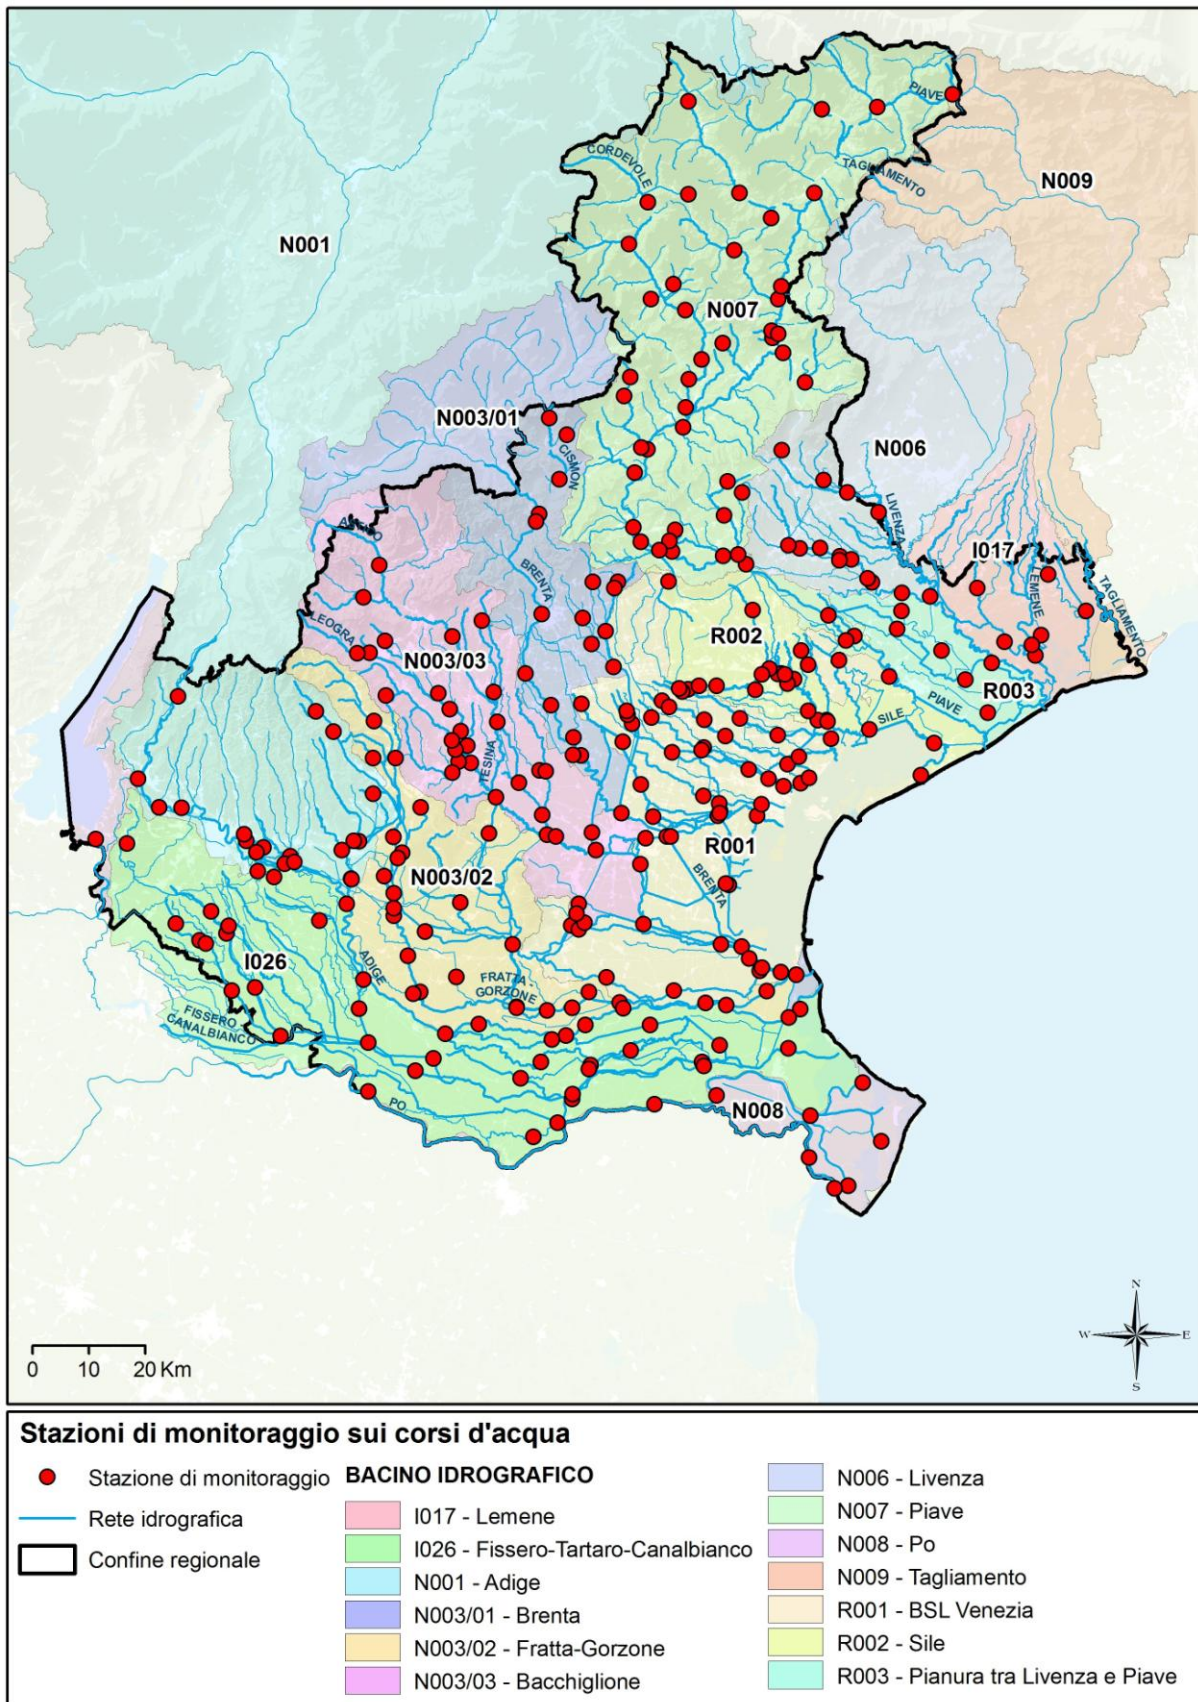 PIAVE
CORDEVOLE
TAGLIAMENTO
N009
N001
N007
N003/01
CISMON
N006
LIVENZA
I017
LEMENE
TAGLIAMENTO
BRENTA
LEOGRA
R002
N003/03
R003
PIAVE
SILE
TESINA
R001
BRENTA
N003/02
I026
ADIGE
FRATTA -
GORZONE
FISSERO -
CANALBIANCO
PO
N008
N
W
E
S
0 10 20 Km
Stazioni di monitoraggio sui corsi d'acqua
Stazione di monitoraggio
Rete idrografica
Confine regionale
BACINO IDROGRAFICO
I017 - Lemene
I026 - Fissero-Tartaro-Canalbianco
N001 - Adige
N003/01 - Brenta
N003/02 - Fratta-Gorzone
N003/03 - Bacchiglione
N006 - Livenza
N007 - Piave
N008 - Po
N009 - Tagliamento
R001 - BSL Venezia
R002 - Sile
R003 - Pianura tra Livenza e Piave